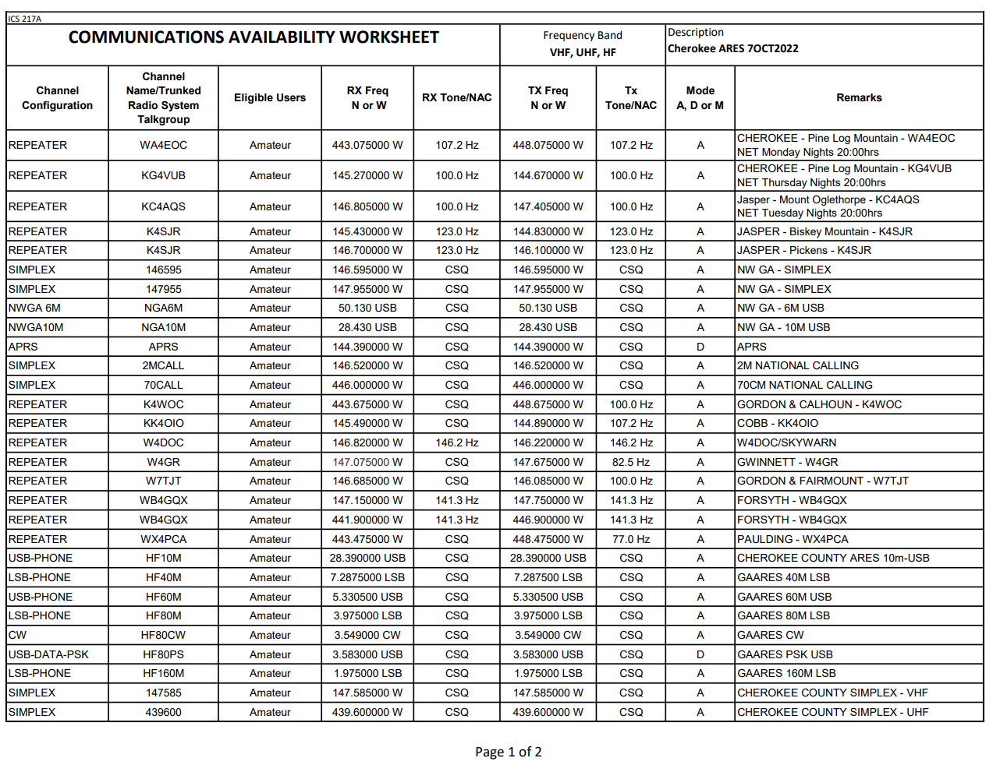 ICS 217A
COMMUNICATIONS AVAILABILITY WORKSHEET
Frequency Band
VHF, UHF, HF
Description
Cherokee ARES 7OCT2022
Channel
Configuration
Channel
Name/Trunked
Radio System
Talkgroup
Eligible Users
RX Freq
N or W
RX Tone/NAC
TX Freq
N or W
Tx
Tone/NAC
Mode
A, D or M
Remarks
REPEATER WA4EOC Amateur 443.075000 W 107.2 Hz 448.075000 W 107.2 Hz A CHEROKEE - Pine Log Mountain - WA4EOC
NET Monday Nights 20:00hrs
REPEATER KG4VUB Amateur 145.270000 W 100.0 Hz 144.670000 W 100.0 Hz A CHEROKEE - Pine Log Mountain - KG4VUB
NET Thursday Nights 20:00hrs
REPEATER KC4AQS Amateur 146.805000 W 100.0 Hz 147.405000 W 100.0 Hz A Jasper - Mount Oglethorpe - KC4AQS
NET Tuesday Nights 20:00hrs
REPEATER K4SJR Amateur 145.430000 W 123.0 Hz 144.830000 W 123.0 Hz A JASPER - Biskey Mountain - K4SJR
REPEATER K4SJR Amateur 146.700000 W 123.0 Hz 146.100000 W 123.0 Hz A JASPER - Pickens - K4SJR
SIMPLEX 146595 Amateur 146.595000 W CSQ 146.595000 W CSQ A NW GA - SIMPLEX
SIMPLEX 147955 Amateur 147.955000 W CSQ 147.955000 W CSQ A NW GA - SIMPLEX
NWGA 6M NGA6M Amateur 50.130 USB CSQ 50.130 USB CSQ A NW GA - 6M USB
NWGA10M NGA10M Amateur 28.430 USB CSQ 28.430 USB CSQ A NW GA - 10M USB
APRS APRS Amateur 144.390000 W CSQ 144.390000 W CSQ D APRS
SIMPLEX 2MCALL Amateur 146.520000 W CSQ 146.520000 W CSQ A 2M NATIONAL CALLING
SIMPLEX 70CALL Amateur 446.000000 W CSQ 446.000000 W CSQ A 70CM NATIONAL CALLING
REPEATER K4WOC Amateur 443.675000 W CSQ 448.675000 W 100.0 Hz A GORDON & CALHOUN - K4WOC
REPEATER KK4OIO Amateur 145.490000 W CSQ 144.890000 W 107.2 Hz A COBB - KK4OIO
REPEATER W4DOC Amateur 146.820000 W 146.2 Hz 146.220000 W 146.2 Hz A W4DOC/SKYWARN
REPEATER W4GR Amateur 147.075000 W CSQ 147.675000 W 82.5 Hz A GWINNETT - W4GR
REPEATER W7TJT Amateur 146.685000 W CSQ 146.085000 W 100.0 Hz A GORDON & FAIRMOUNT - W7TJT
REPEATER WB4GQX Amateur 147.150000 W 141.3 Hz 147.750000 W 141.3 Hz A FORSYTH - WB4GQX
REPEATER WB4GQX Amateur 441.900000 W 141.3 Hz 446.900000 W 141.3 Hz A FORSYTH - WB4GQX
REPEATER WX4PCA Amateur 443.475000 W CSQ 448.475000 W 77.0 Hz A PAULDING - WX4PCA
USB-PHONE HF10M Amateur 28.390000 USB CSQ 28.390000 USB CSQ A CHEROKEE COUNTY ARES 10m-USB
LSB-PHONE HF40M Amateur 7.2875000 LSB CSQ 7.287500 LSB CSQ A GAARES 40M LSB
USB-PHONE HF60M Amateur 5.330500 USB CSQ 5.330500 USB CSQ A GAARES 60M USB
LSB-PHONE HF80M Amateur 3.975000 LSB CSQ 3.975000 LSB CSQ A GAARES 80M LSB
CW HF80CW Amateur 3.549000 CW CSQ 3.549000 CW CSQ A GAARES CW
USB-DATA-PSK HF80PS Amateur 3.583000 USB CSQ 3.583000 USB CSQ D GAARES PSK USB
LSB-PHONE HF160M Amateur 1.975000 LSB CSQ 1.975000 LSB CSQ A GAARES 160M LSB
SIMPLEX 147585 Amateur 147.585000 W CSQ 147.585000 W CSQ A CHEROKEE COUNTY SIMPLEX - VHF
SIMPLEX 439600 Amateur 439.600000 W CSQ 439.600000 W CSQ A CHEROKEE COUNTY SIMPLEX - UHF
Page 1 of 2